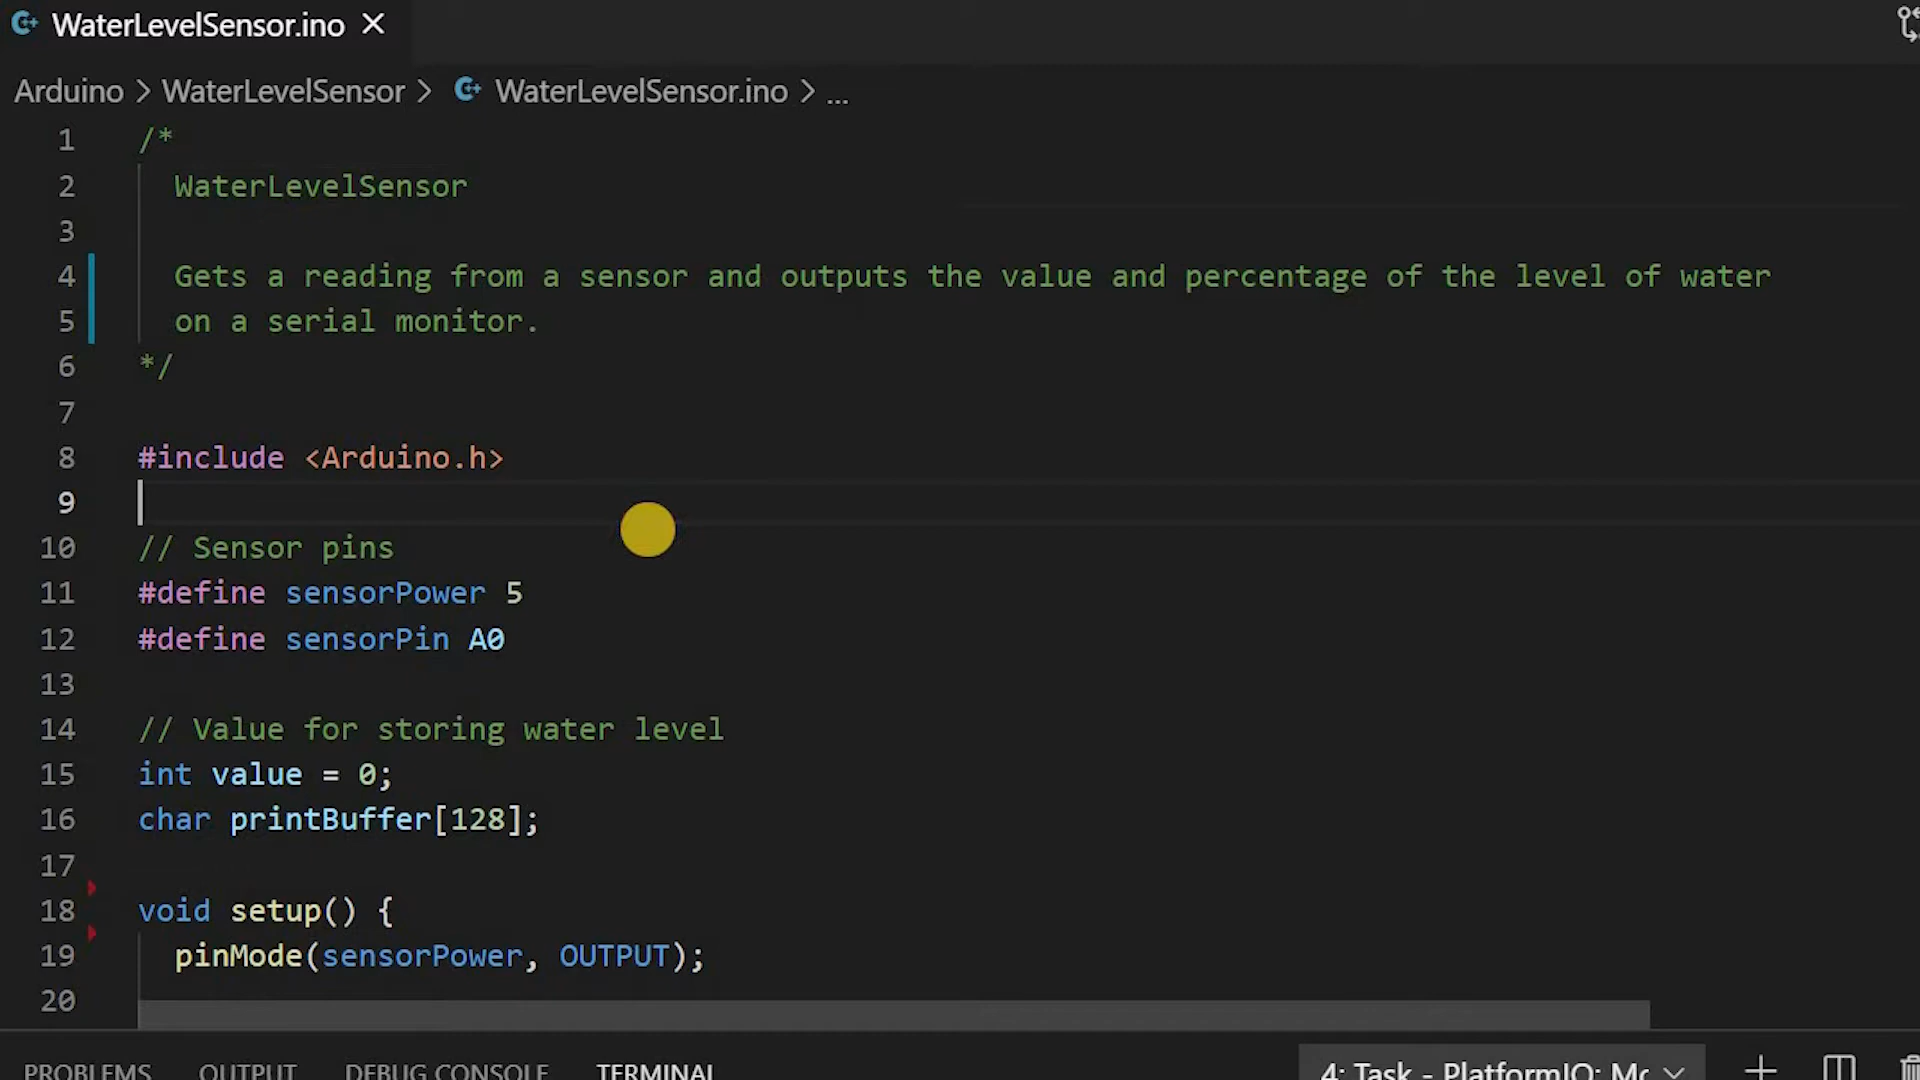 WaterLevelSensor.ino
Arduino > WaterLevelSensor > WaterLevelSensor.ino > ...
1 /*
2 WaterLevelSensor
3
4 Gets a reading from a sensor and outputs the value and percentage of the level of water
5 on a serial monitor.
6 */
7
8 #include <Arduino.h>
9
10 // Sensor pins
11 #define sensorPower 5
12 #define sensorPin A0
13
14 // Value for storing water level
15 int value = 0;
16 char printBuffer[128];
17
18 void setup() {
19 pinMode(sensorPower, OUTPUT);
20
PROBLEMS OUTPUT DEBUG CONSOLE TERMINAL 4: Task - PlatformIO: Mc